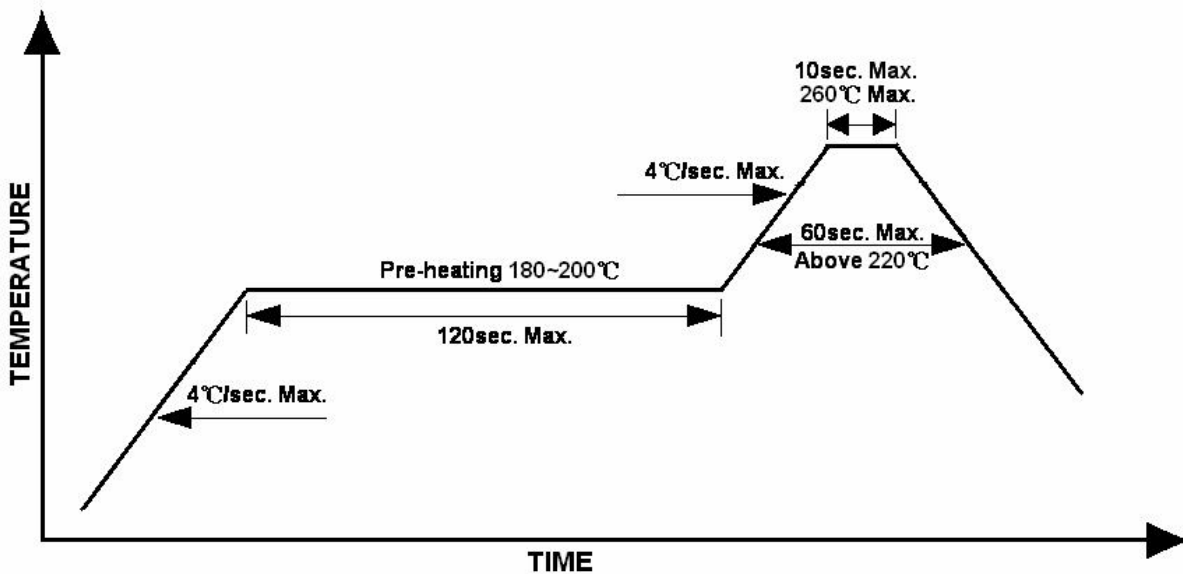 10sec. Max.
260℃ Max.
4℃/sec. Max.
60sec. Max.
Above 220℃
Pre-heating 180~200℃
120sec. Max.
4℃/sec. Max.
TEMPERATURE
TIME